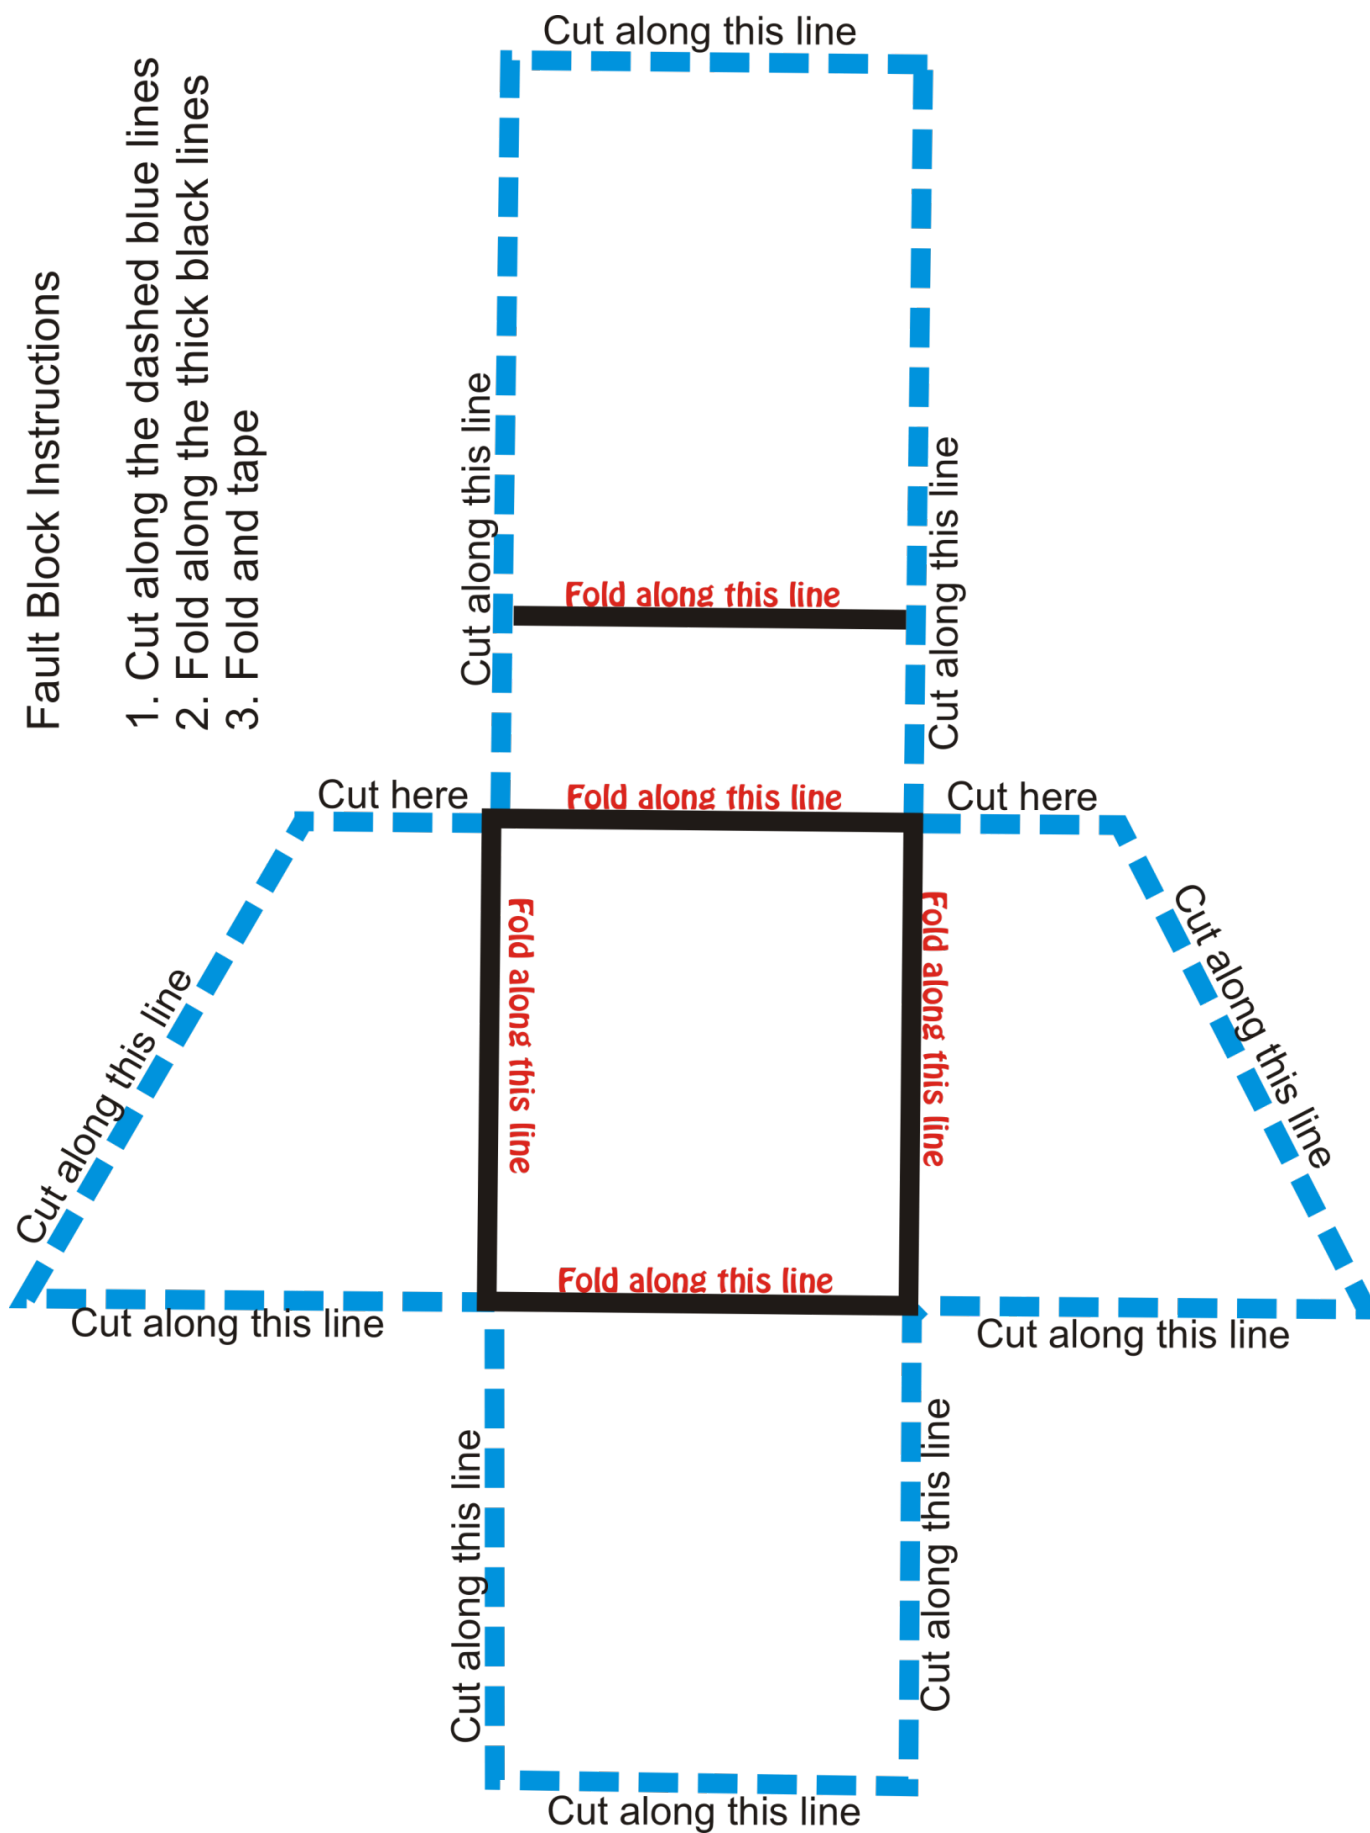 Fault Block Instructions
1. Cut along the dashed blue lines
2. Fold along the thick black lines
3. Fold and tape
Cut along this line
Cut along this line
Cut along this line
Fold along this line
Cut here
Fold along this line
Cut here
Cut along this line
Fold along this line
Fold along this line
Cut along this line
Fold along this line
Cut along this line
Cut along this line
Cut along this line
Cut along this line
Cut along this line